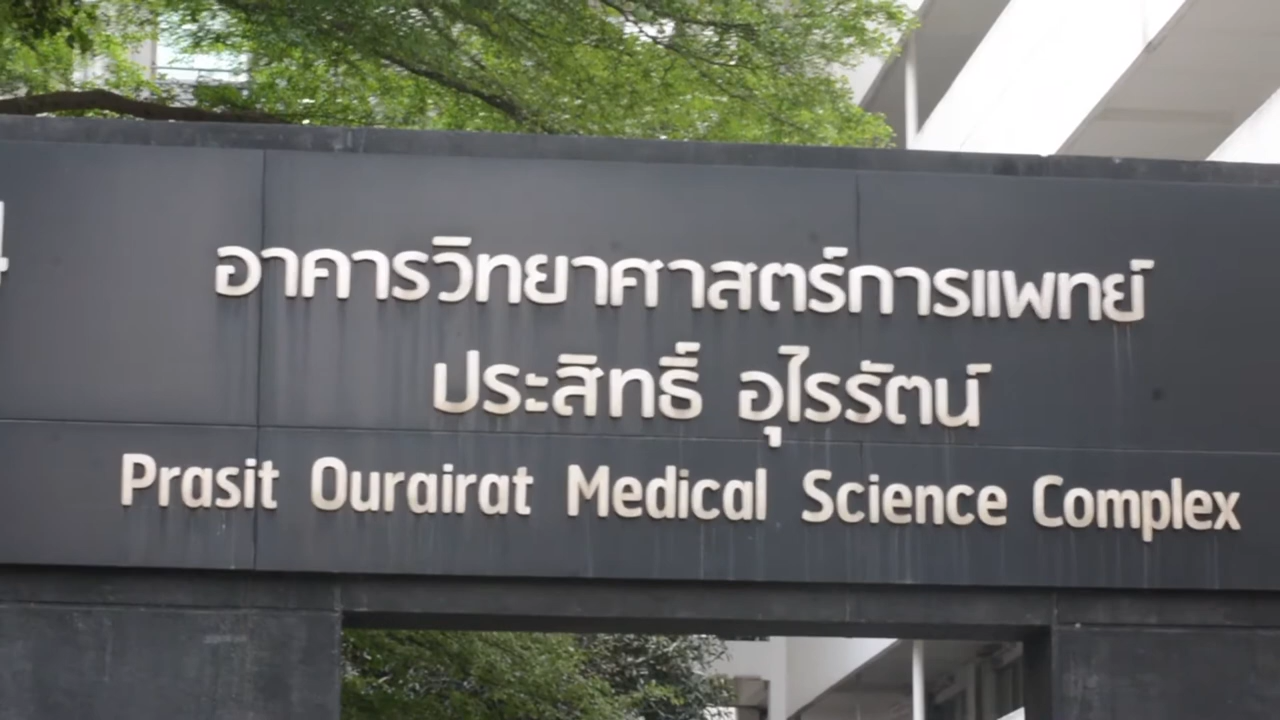 อาคารวิทยาศาสตร์การแพทย์
ประสิทธิ์ อุไรรัตน์
Prasit Ourairat Medical Science Complex